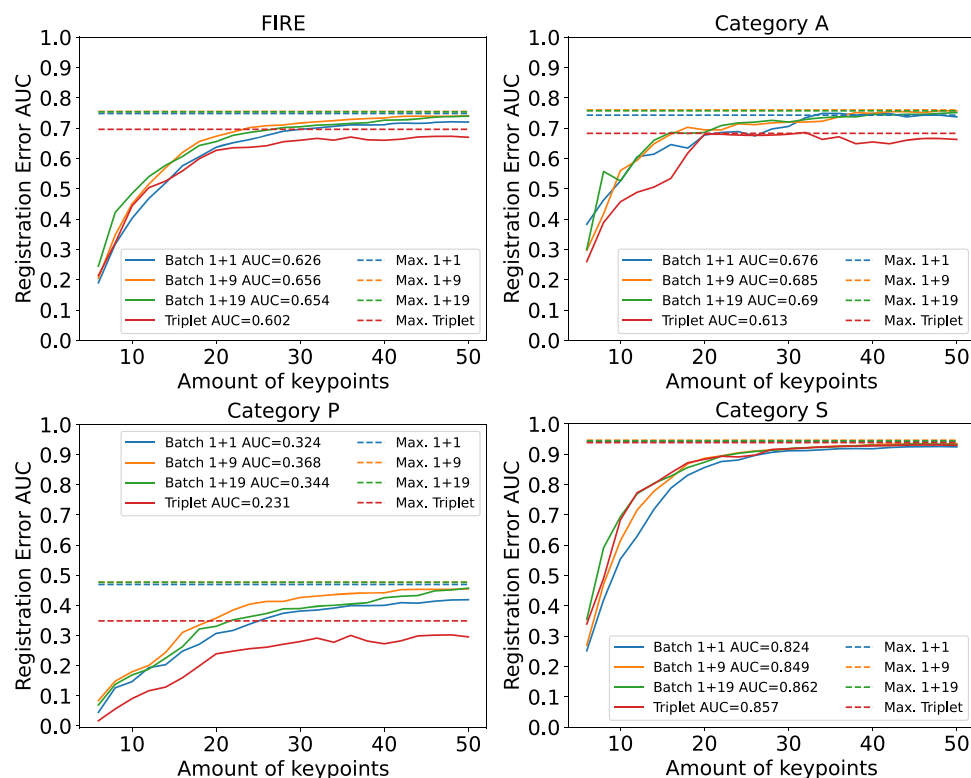 FIRE
Registration Error AUC
1.0
0.9
0.8
0.7
0.6
0.5
0.4
0.3
0.2
0.1
0.0
Batch 1+1 AUC=0.626
Batch 1+9 AUC=0.656
Batch 1+19 AUC=0.654
Triplet AUC=0.602
Max. 1+1
Max. 1+9
Max. 1+19
Max. Triplet
10 20 30 40 50
Amount of keypoints
Category A
Registration Error AUC
1.0
0.9
0.8
0.7
0.6
0.5
0.4
0.3
0.2
0.1
0.0
Batch 1+1 AUC=0.676
Batch 1+9 AUC=0.685
Batch 1+19 AUC=0.69
Triplet AUC=0.613
Max. 1+1
Max. 1+9
Max. 1+19
Max. Triplet
10 20 30 40 50
Amount of keypoints
Category P
Registration Error AUC
1.0
0.9
0.8
0.7
0.6
0.5
0.4
0.3
0.2
0.1
0.0
Batch 1+1 AUC=0.324
Batch 1+9 AUC=0.368
Batch 1+19 AUC=0.344
Triplet AUC=0.231
Max. 1+1
Max. 1+9
Max. 1+19
Max. Triplet
10 20 30 40 50
Amount of keypoints
Category S
Registration Error AUC
1.0
0.9
0.8
0.7
0.6
0.5
0.4
0.3
0.2
0.1
0.0
Batch 1+1 AUC=0.824
Batch 1+9 AUC=0.849
Batch 1+19 AUC=0.862
Triplet AUC=0.857
Max. 1+1
Max. 1+9
Max. 1+19
Max. Triplet
10 20 30 40 50
Amount of keypoints